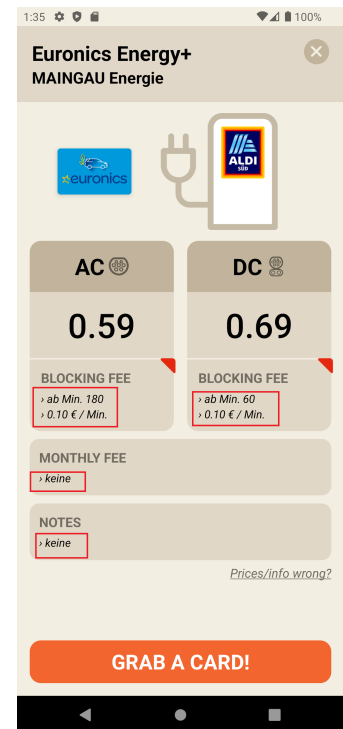 1:35
100%
Euronics Energy+
MAINGAU Energie
euronics
ALDI
SÜD
AC
DC
0.59
0.69
BLOCKING FEE
› ab Min. 180
› 0.10 € / Min.
BLOCKING FEE
› ab Min. 60
› 0.10 € / Min.
MONTHLY FEE
› keine
NOTES
› keine
Prices/info wrong?
GRAB A CARD!